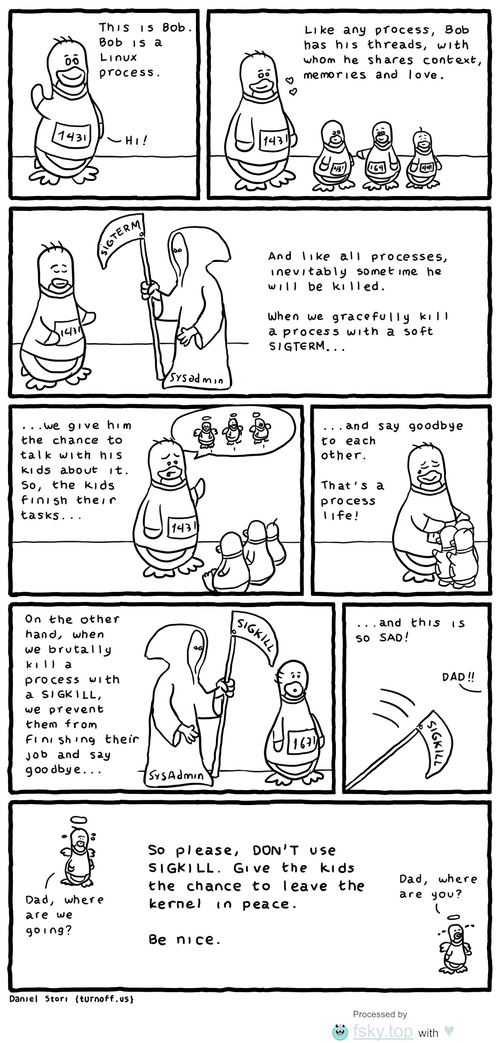 This is Bob.
Bob is a
Linux
process.
1431
Hi!
Like any process, Bob
has his threads, with
whom he shares context,
memories and love.
1431
SIGTERM
1431
sysadmin
And like all processes,
inevitably sometime he
will be killed.
When we gracefully kill
a process with a soft
SIGTERM...
...we give him
the chance to
talk with his
kids about it.
So, the kids
finish their
tasks...
1431
...and say goodbye
to each
other.
That's a
process
life!
On the other
hand, when
we brutally
kill a
process with
a SIGKILL,
we prevent
them from
finishing their
job and say
goodbye...
SIGKILL
SysAdmin
1671
...and this is
so SAD!
DAD!!
SIGKILL
Dad, where
are we
going?
So please, DON'T use
SIGKILL. Give the kids
the chance to leave the
kernel in peace.
Be nice.
Dad, where
are you?
Daniel Stori {turnoff.us}
Processed by
fsky.top with ♥